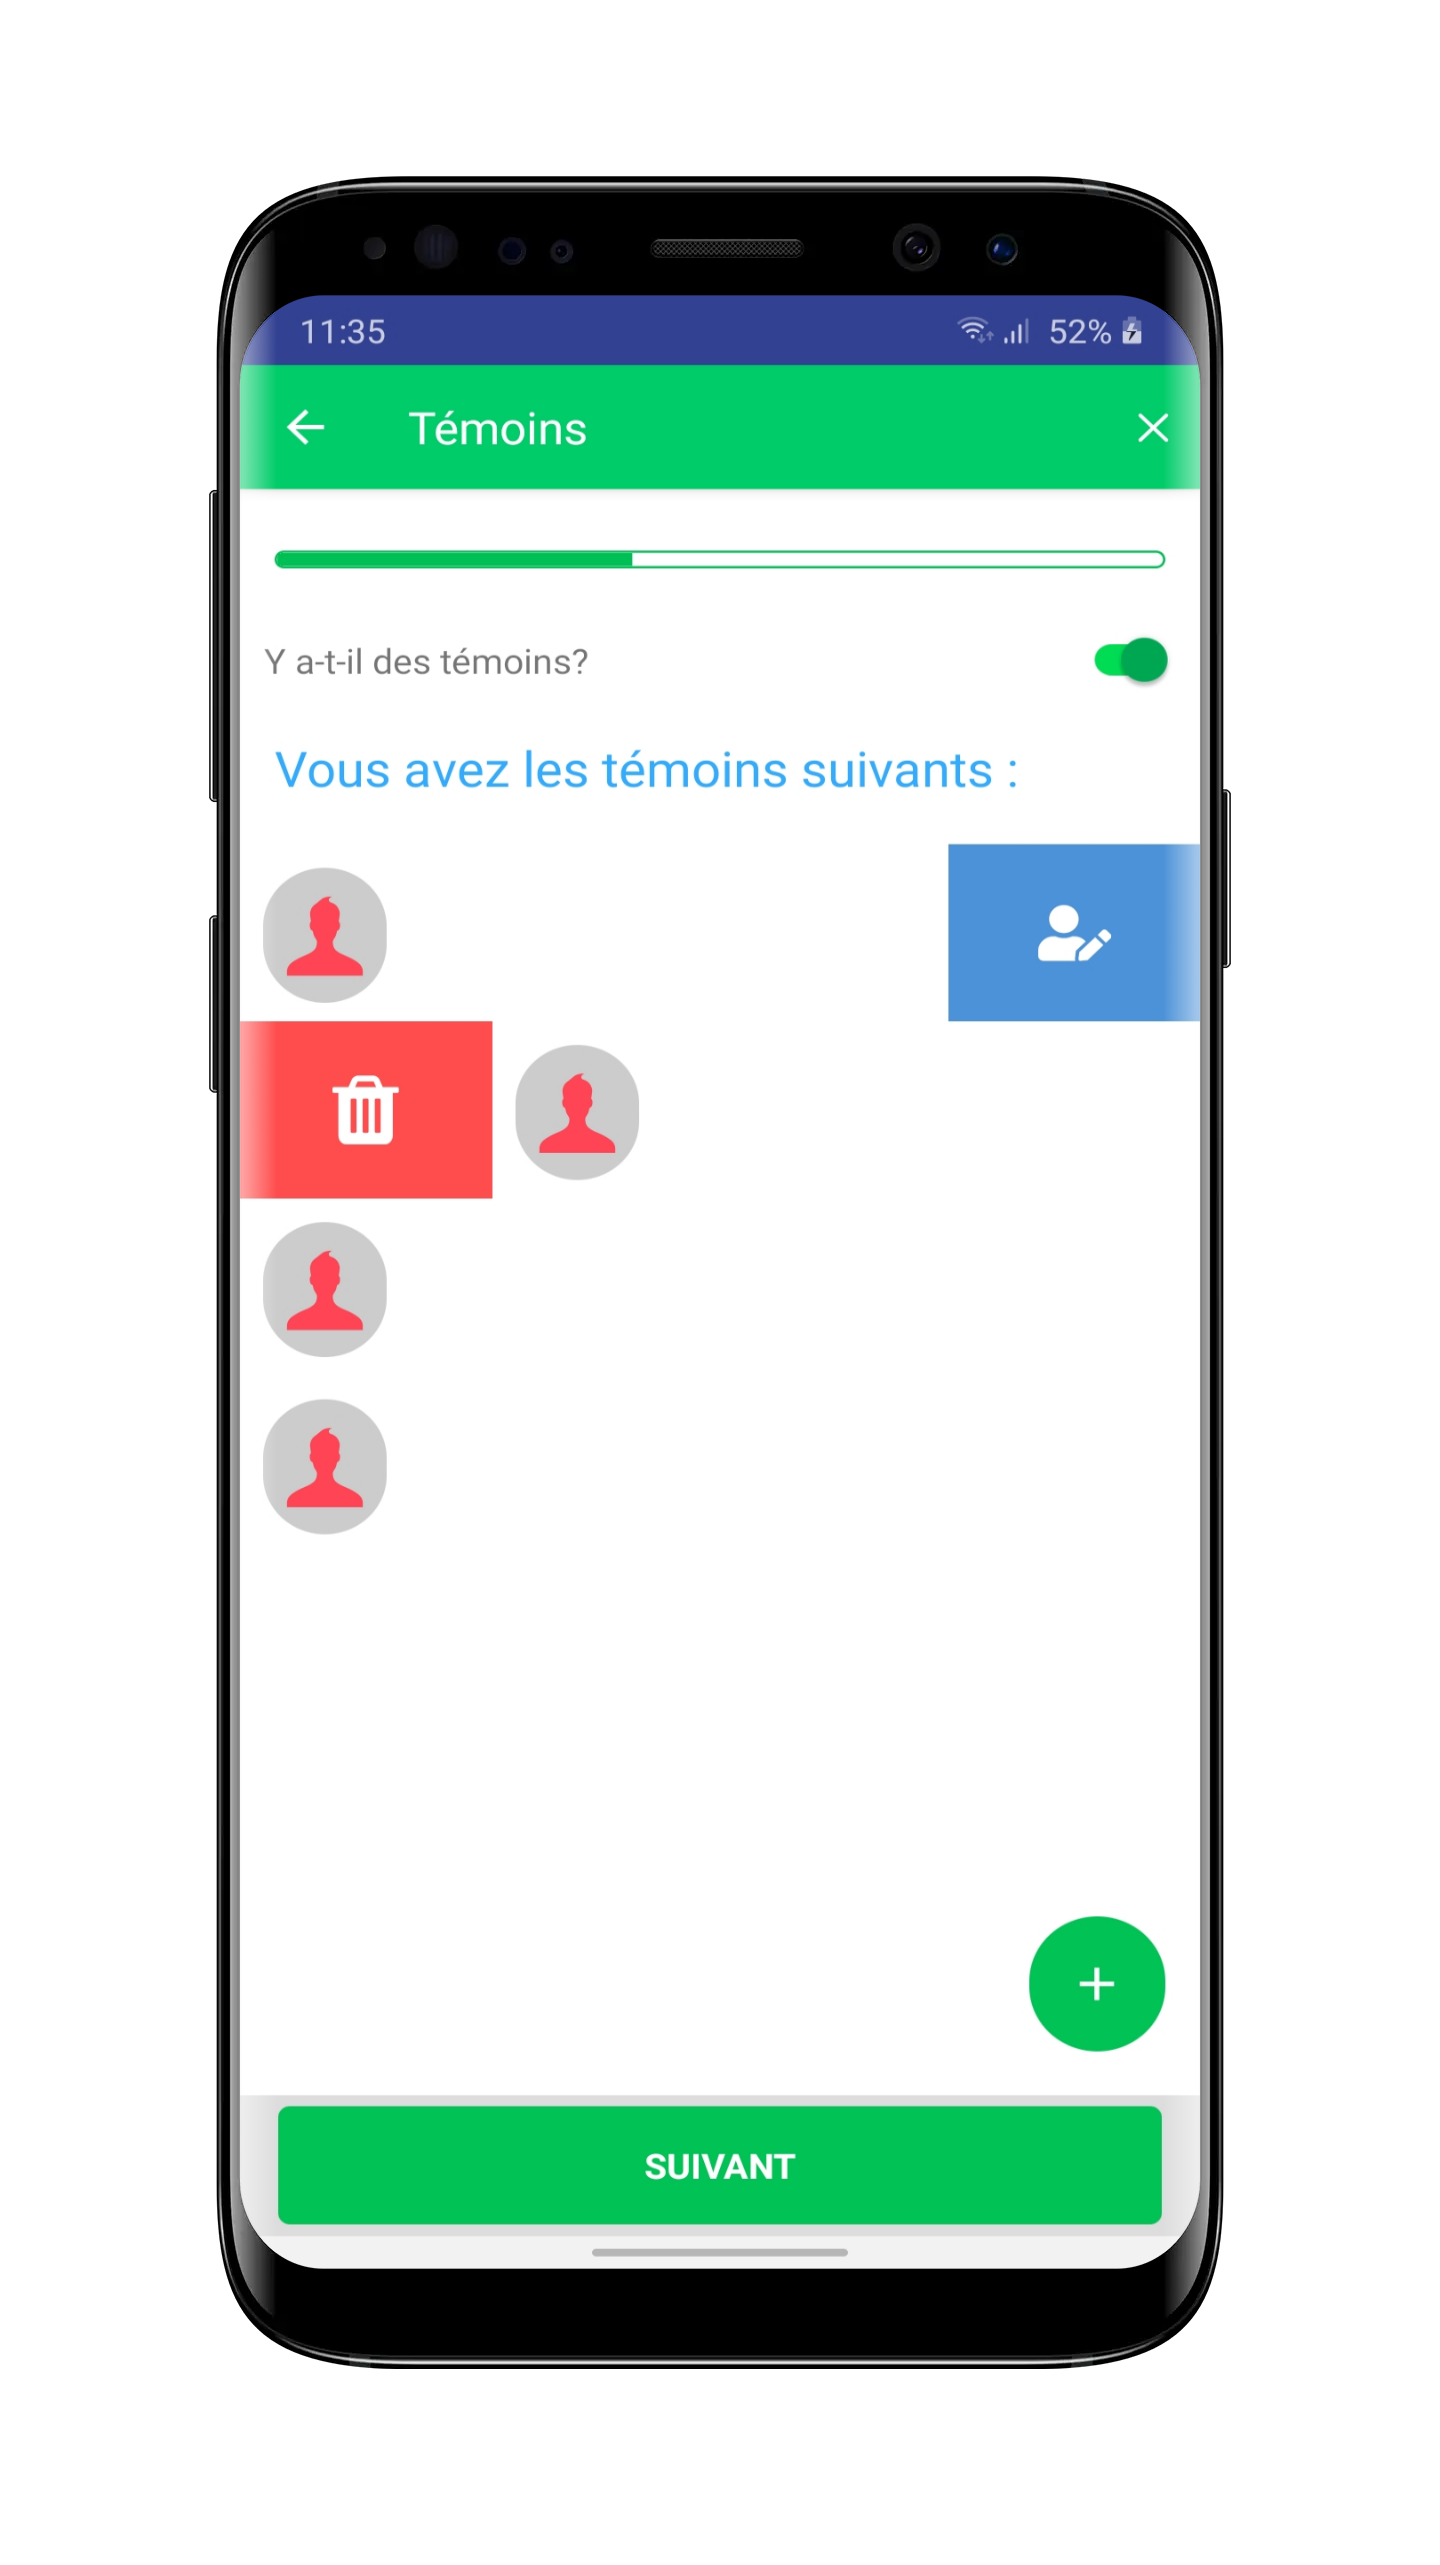 11:35
52%
Témoins
Y a-t-il des témoins?
Vous avez les témoins suivants :
SUIVANT